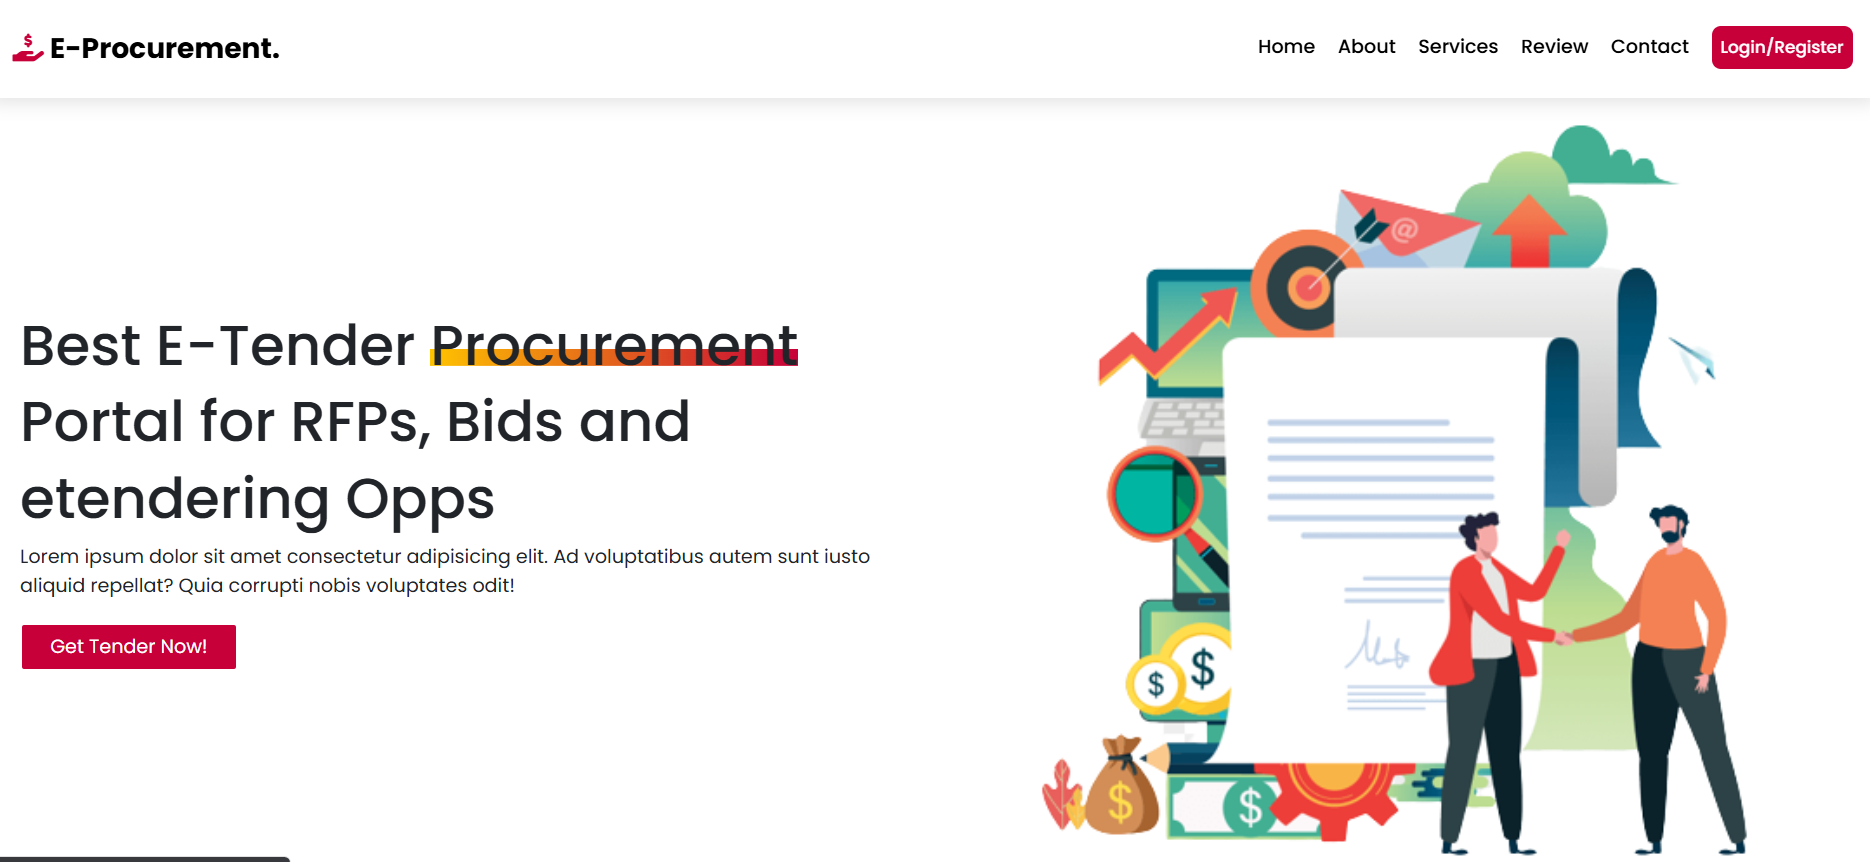 E-Procurement.
Home About Services Review Contact Login/Register
Best E-Tender Procurement
Portal for RFPs, Bids and
etendering Opps
Lorem ipsum dolor sit amet consectetur adipisicing elit. Ad voluptatibus autem sunt iusto
aliquid repellat? Quia corrupti nobis voluptates odit!
Get Tender Now!
@
$
$
$
$